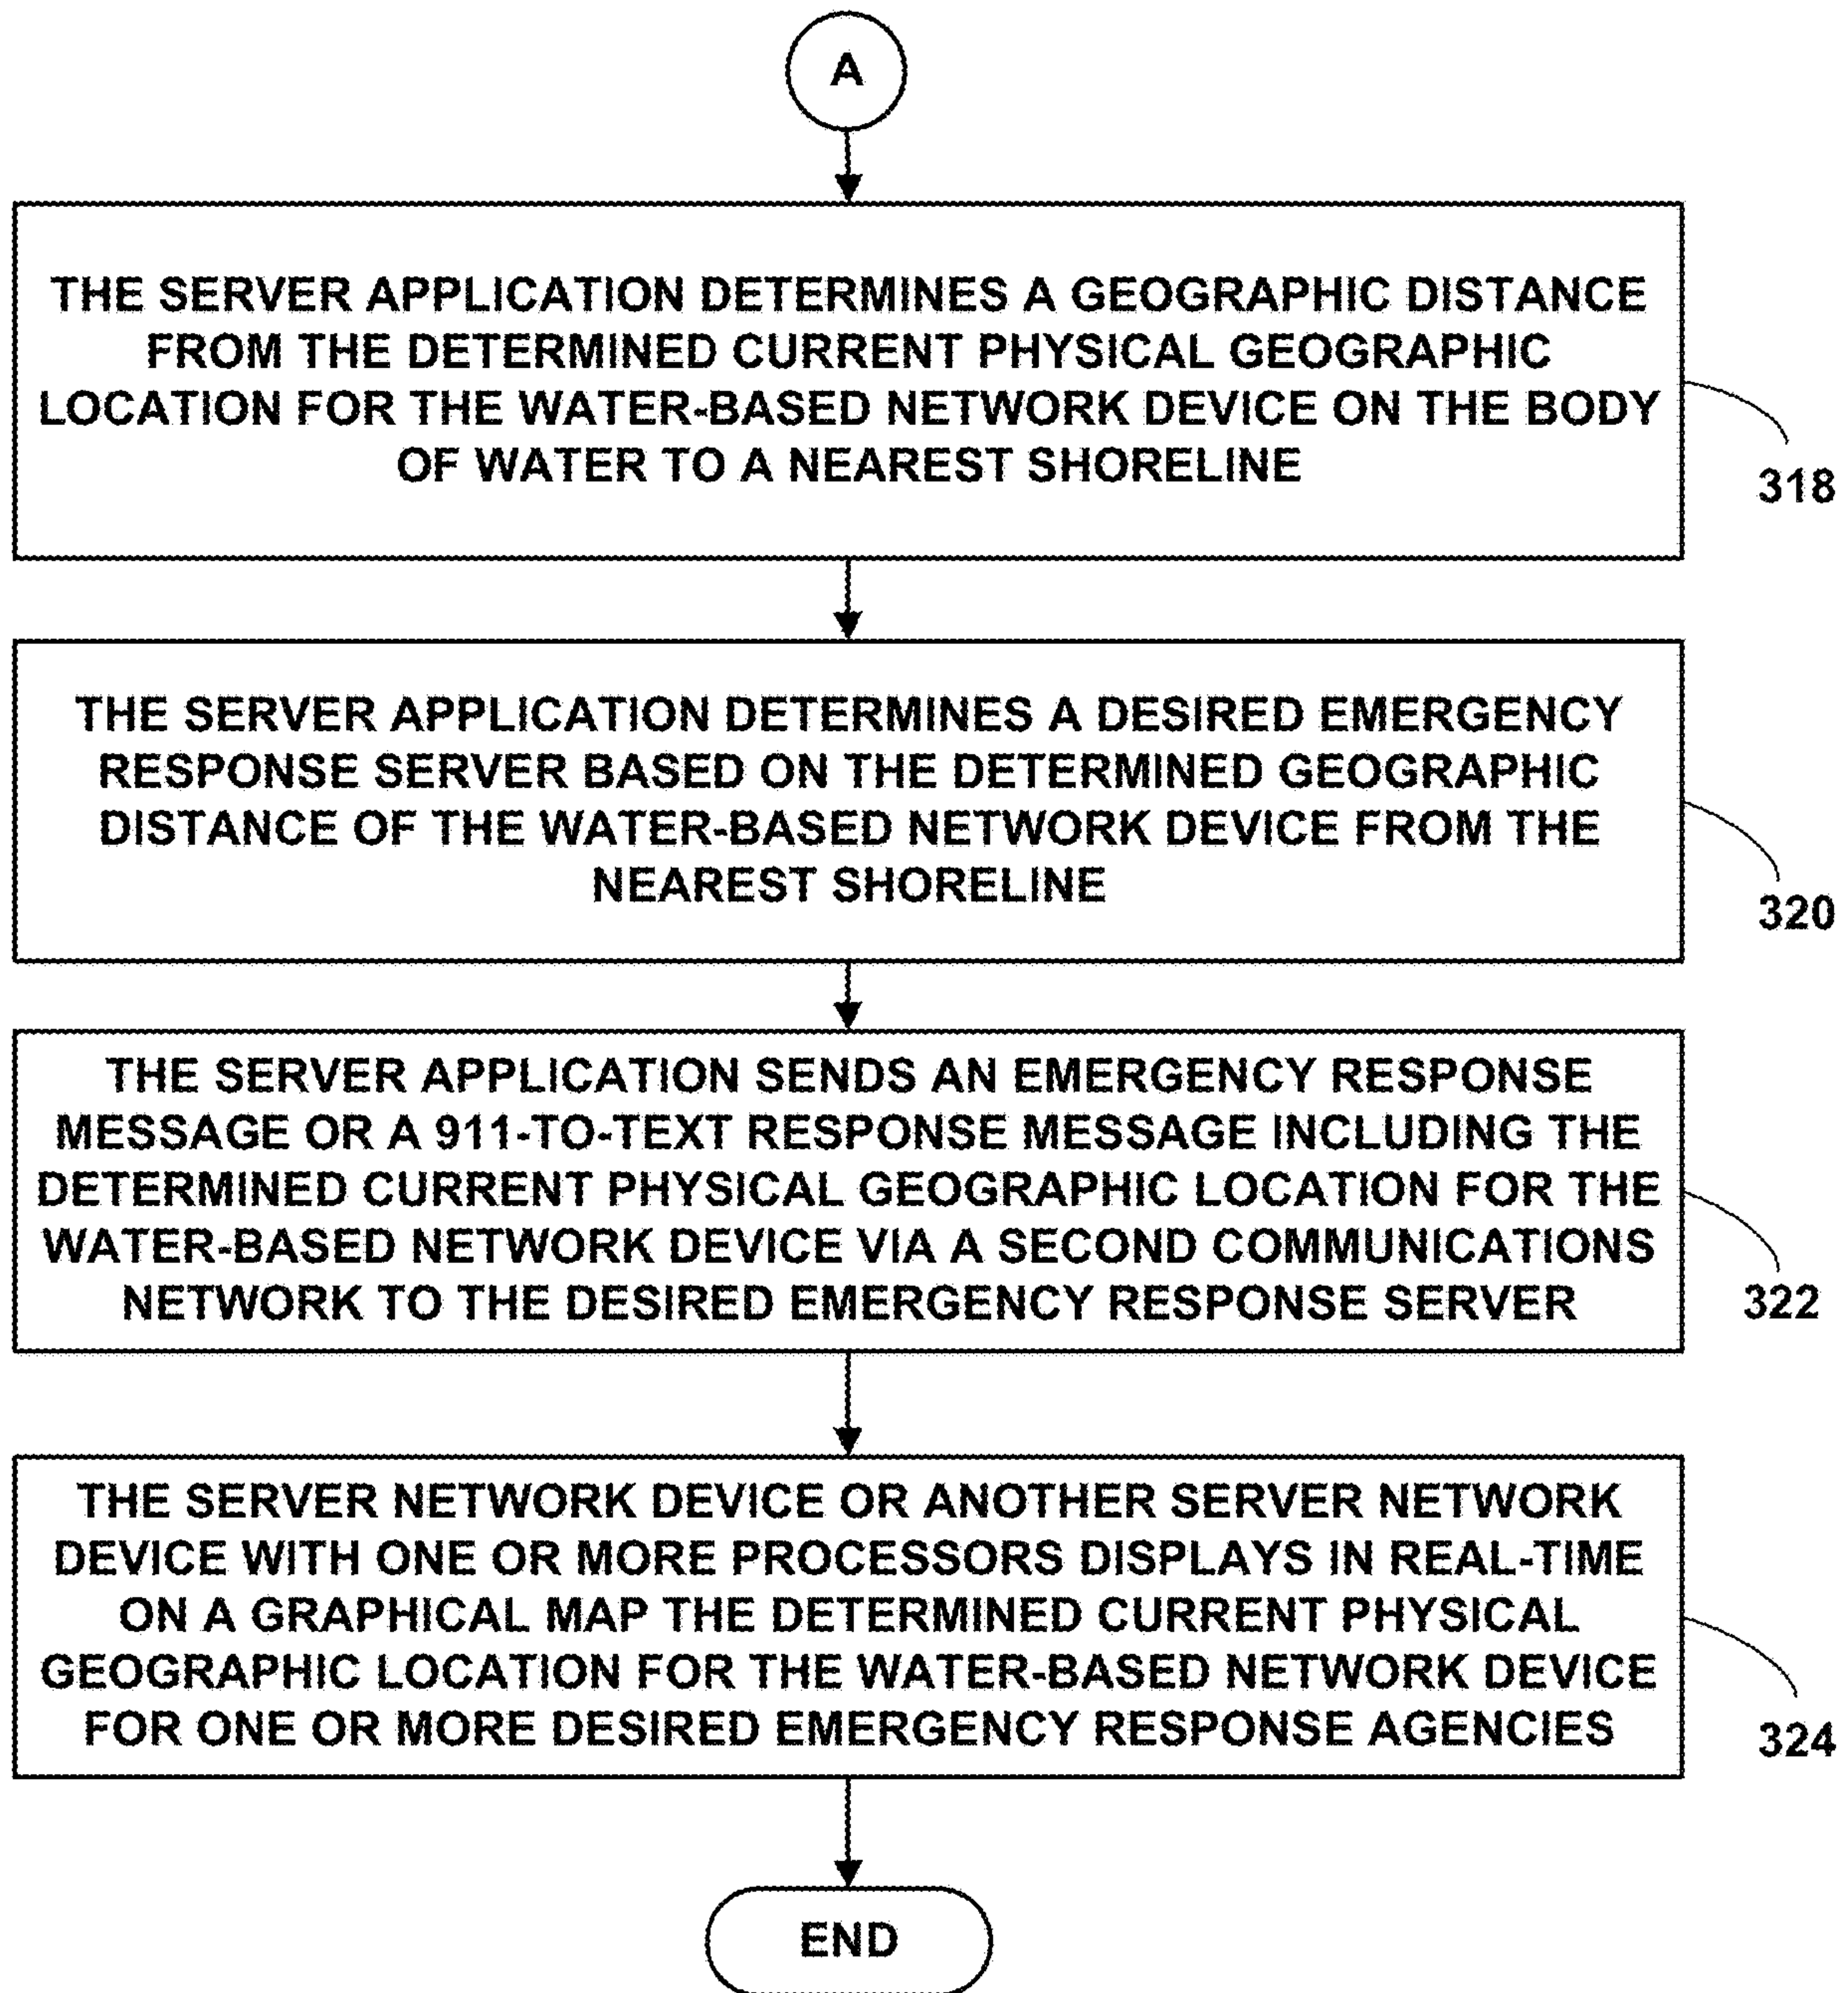 A
THE SERVER APPLICATION DETERMINES A GEOGRAPHIC DISTANCE
FROM THE DETERMINED CURRENT PHYSICAL GEOGRAPHIC
LOCATION FOR THE WATER-BASED NETWORK DEVICE ON THE BODY
OF WATER TO A NEAREST SHORELINE
318
THE SERVER APPLICATION DETERMINES A DESIRED EMERGENCY
RESPONSE SERVER BASED ON THE DETERMINED GEOGRAPHIC
DISTANCE OF THE WATER-BASED NETWORK DEVICE FROM THE
NEAREST SHORELINE
320
THE SERVER APPLICATION SENDS AN EMERGENCY RESPONSE
MESSAGE OR A 911-TO-TEXT RESPONSE MESSAGE INCLUDING THE
DETERMINED CURRENT PHYSICAL GEOGRAPHIC LOCATION FOR THE
WATER-BASED NETWORK DEVICE VIA A SECOND COMMUNICATIONS
NETWORK TO THE DESIRED EMERGENCY RESPONSE SERVER
322
THE SERVER NETWORK DEVICE OR ANOTHER SERVER NETWORK
DEVICE WITH ONE OR MORE PROCESSORS DISPLAYS IN REAL-TIME
ON A GRAPHICAL MAP THE DETERMINED CURRENT PHYSICAL
GEOGRAPHIC LOCATION FOR THE WATER-BASED NETWORK DEVICE
FOR ONE OR MORE DESIRED EMERGENCY RESPONSE AGENCIES
324
END